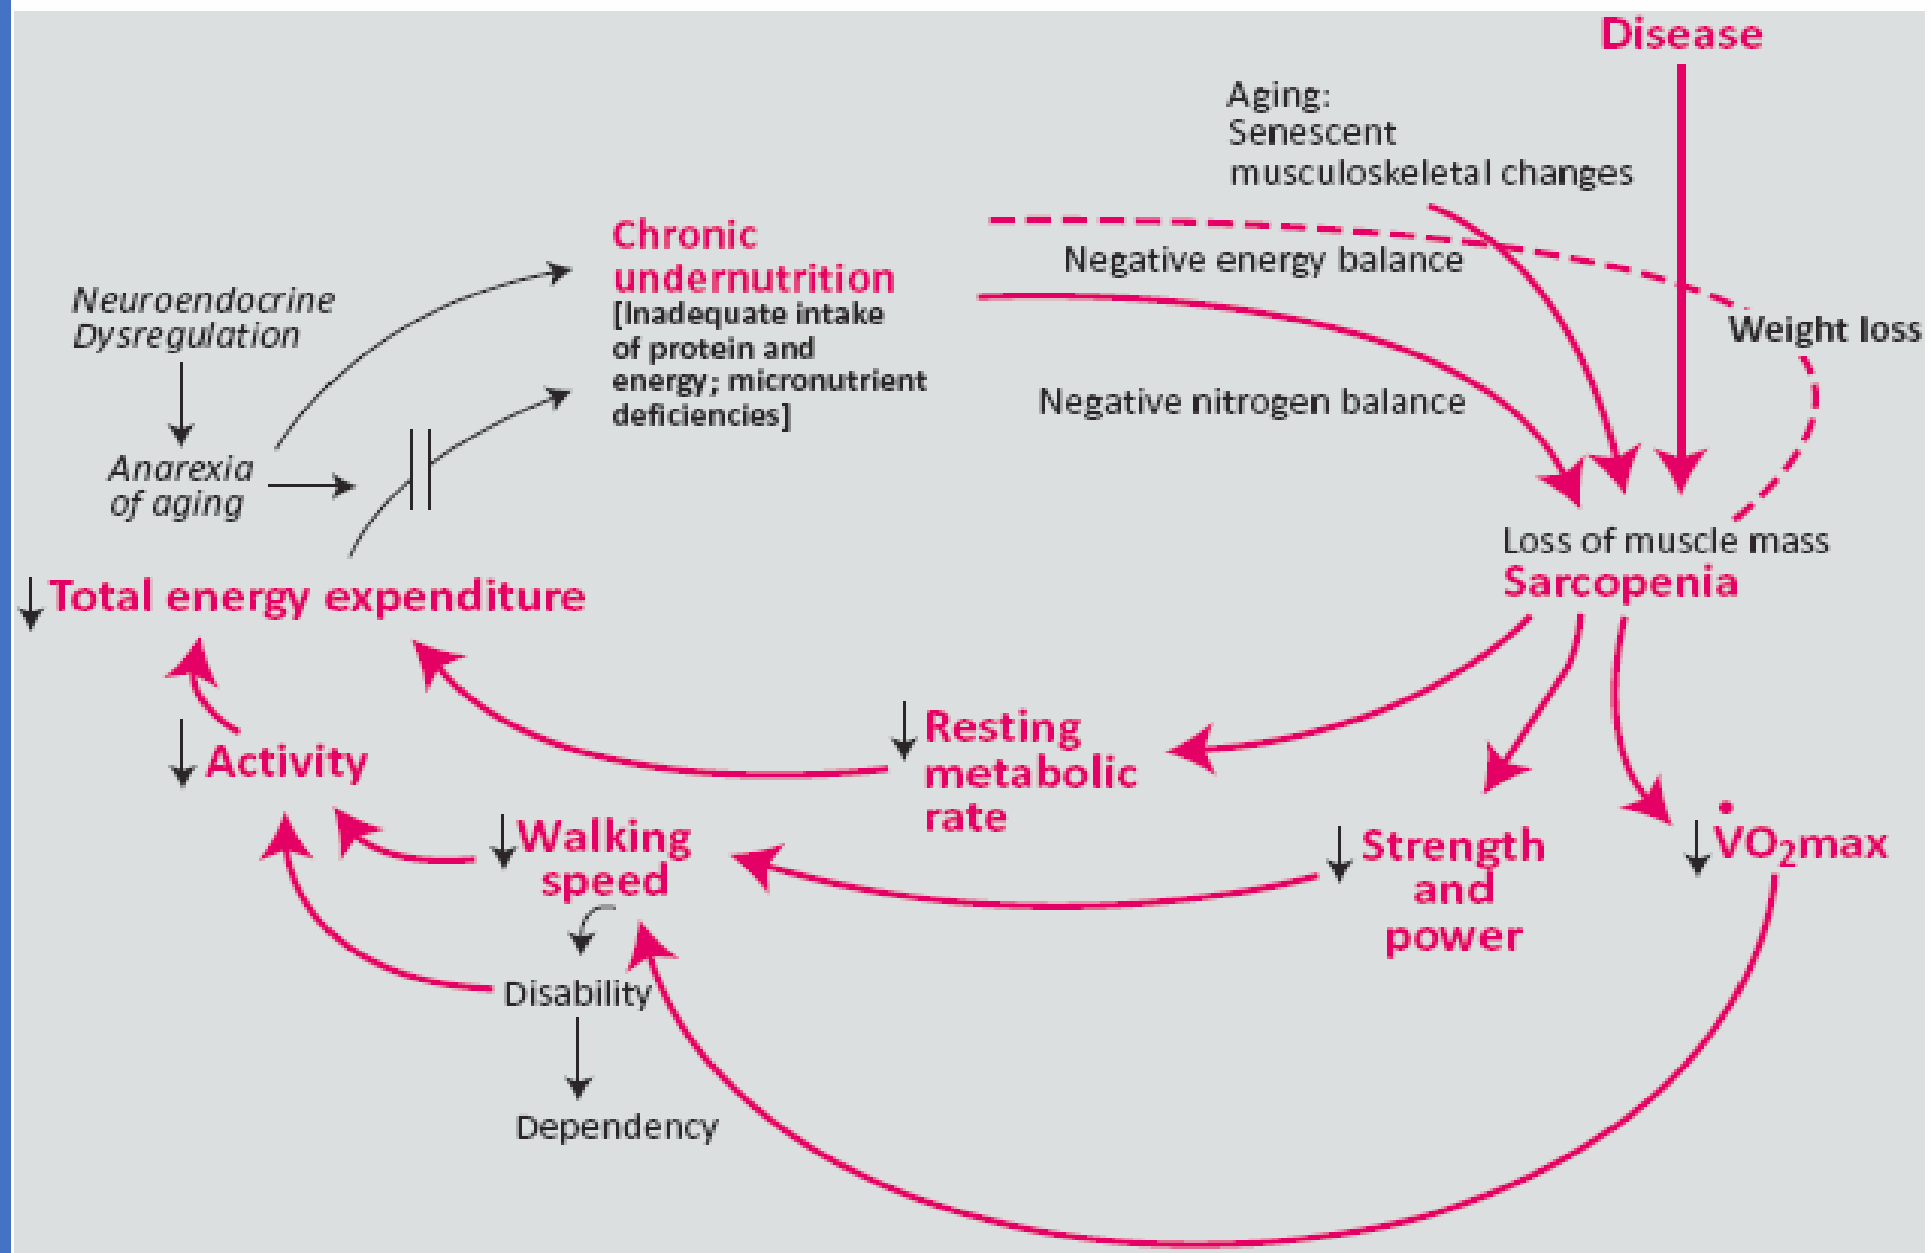 Disease
Aging:
Senescent
musculoskeletal changes
Chronic
undernutrition
[Inadequate intake
of protein and
energy; micronutrient
deficiencies]
Negative energy balance
Neuroendocrine
Dysregulation
Weight loss
Negative nitrogen balance
Anarexia
of aging
Loss of muscle mass
Sarcopenia
↓ Total energy expenditure
↓ Resting
metabolic
rate
↓ Activity
↓ Walking
speed
↓ Strength
and
power
↓ V̇O₂max
Disability
Dependency